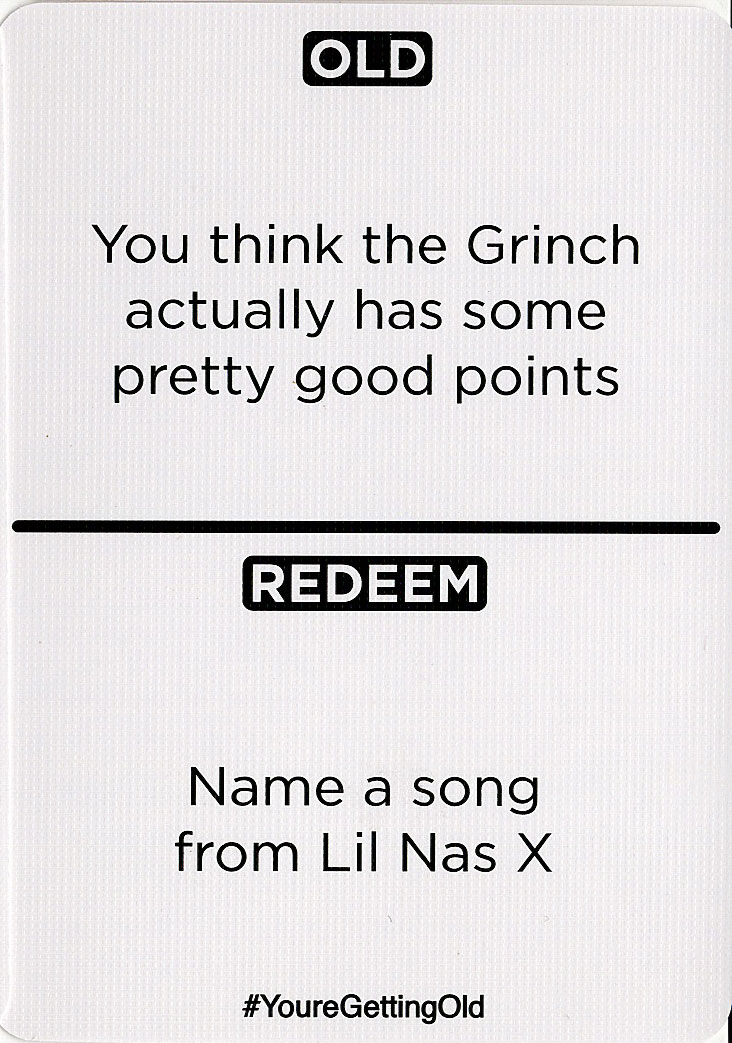 OLD
You think the Grinch
actually has some
pretty good points
REDEEM
Name a song
from Lil Nas X
#YoureGettingOld